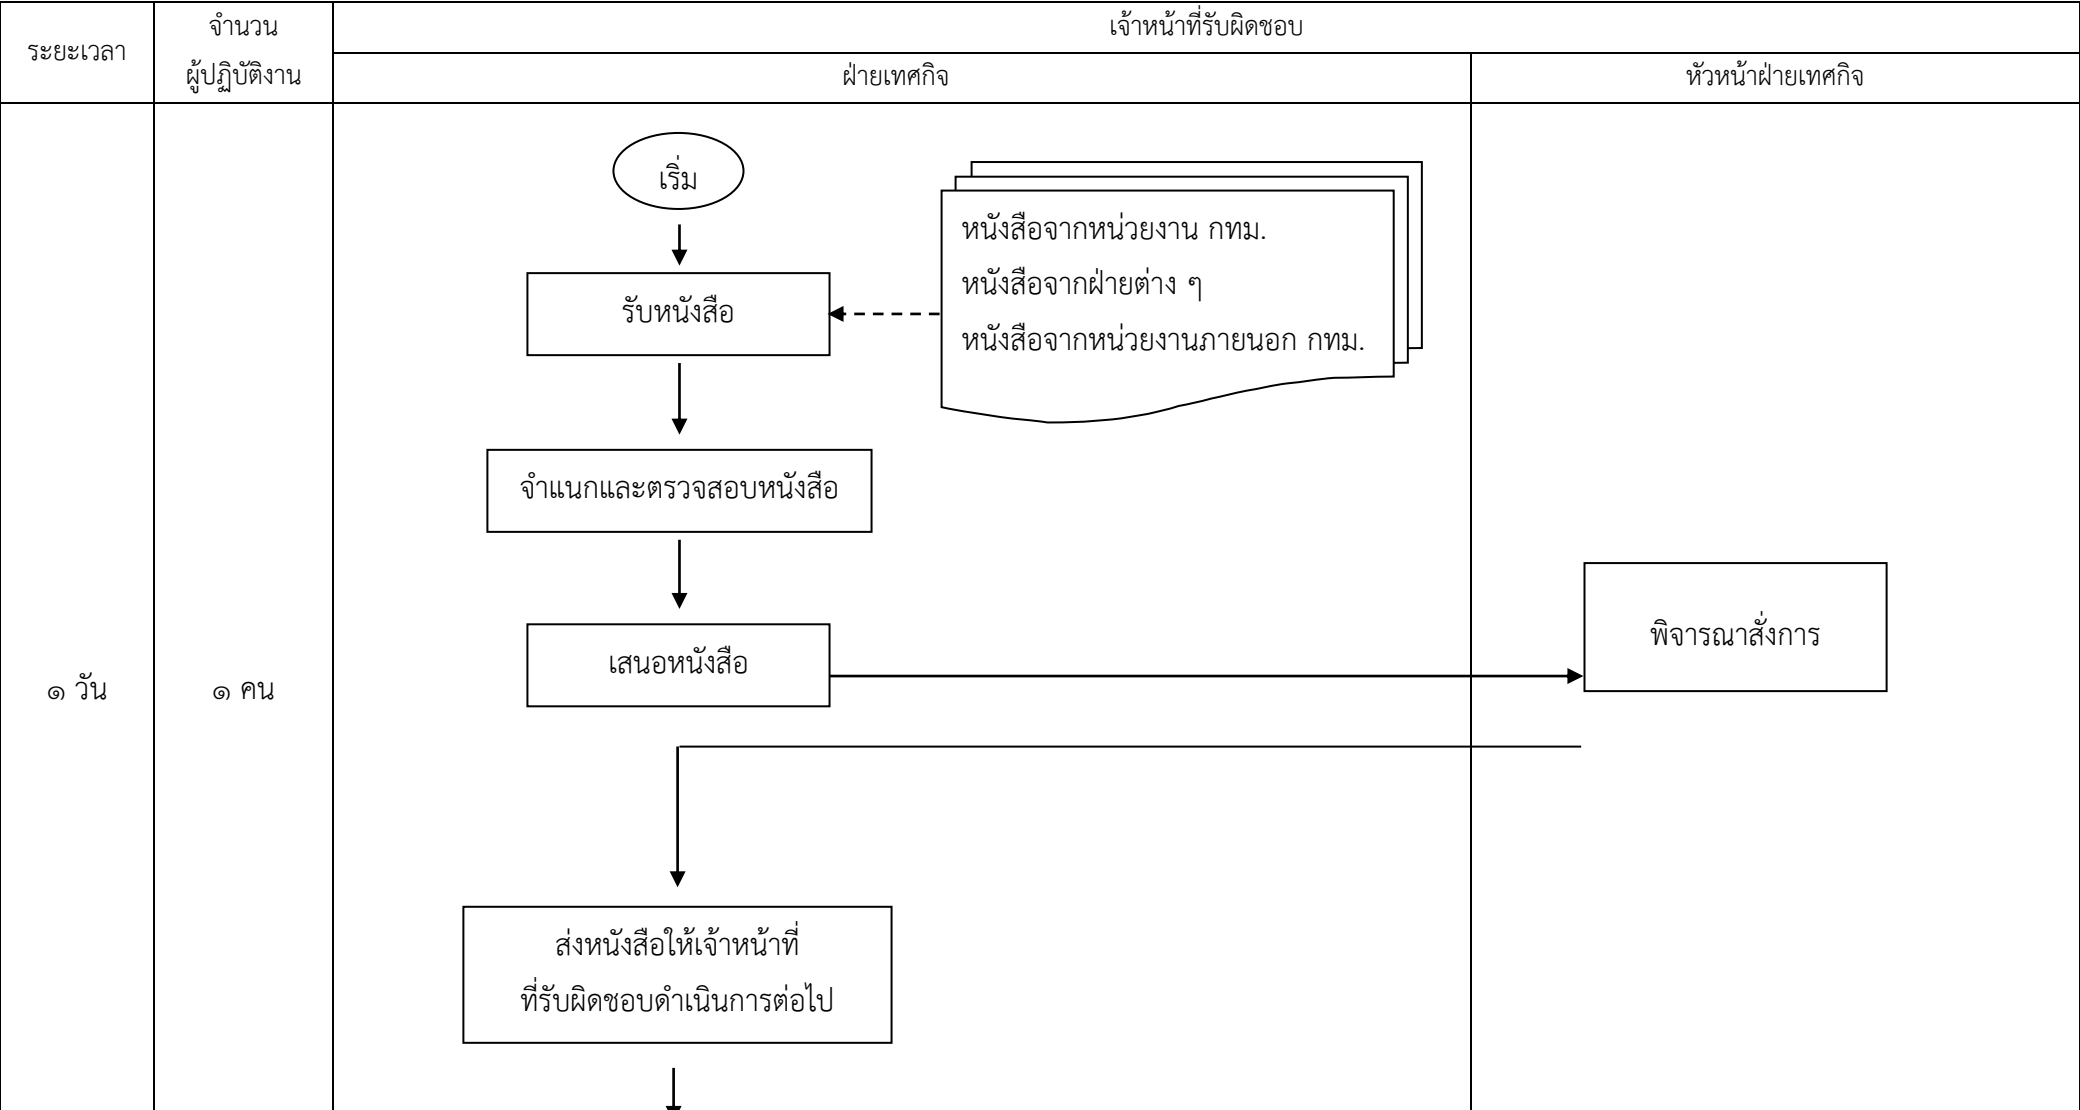 ระยะเวลา
จำนวน
ผู้ปฏิบัติงาน
เจ้าหน้าที่รับผิดชอบ
ฝ่ายเทศกิจ
หัวหน้าฝ่ายเทศกิจ
เริ่ม
หนังสือจากหน่วยงาน กทม.
หนังสือจากฝ่ายต่าง ๆ
หนังสือจากหน่วยงานภายนอก กทม.
รับหนังสือ
จำแนกและตรวจสอบหนังสือ
เสนอหนังสือ
พิจารณาสั่งการ
๑ วัน
๑ คน
ส่งหนังสือให้เจ้าหน้าที่
ที่รับผิดชอบดำเนินการต่อไป